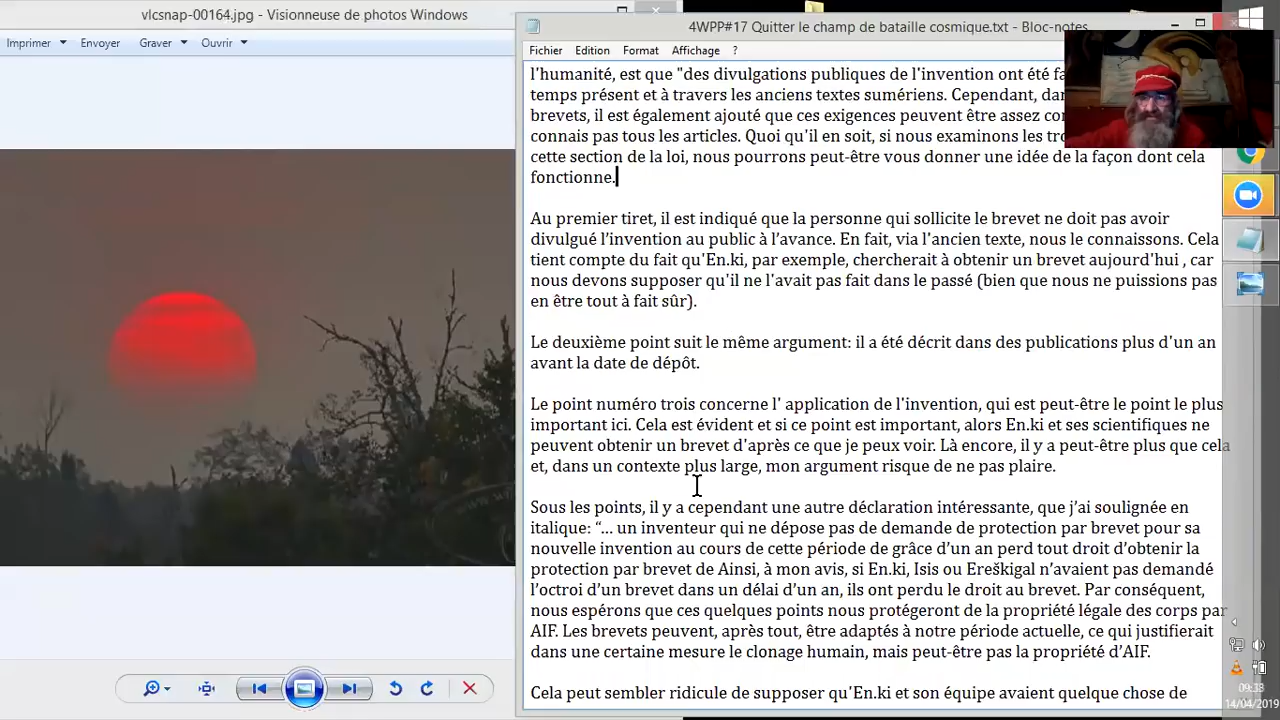 vlcsnap-00164.jpg - Visionneuse de photos Windows
4WPP#17 Quitter le champ de bataille cosmique.txt - Bloc-notes
Imprimer
Envoyer
Graver
Ouvrir
Fichier Edition Format Affichage ?
l'humanité, est que "des divulgations publiques de l'invention ont été
temps présent et à travers les anciens textes sumériens. Cependant,
brevets, il est également ajouté que ces exigences peuvent être assez
connais pas tous les articles. Quoi qu'il en soit, si nous examinons les
cette section de la loi, nous pourrons peut-être vous donner une idée de la façon dont cela
fonctionne.
Au premier tiret, il est indiqué que la personne qui sollicite le brevet ne doit pas avoir
divulgué l’invention au public à l’avance. En fait, via l’ancien texte, nous le connaissons. Cela
tient compte du fait qu'En.ki, par exemple, chercherait à obtenir un brevet aujourd'hui , car
nous devons supposer qu'il ne l'avait pas fait dans le passé (bien que nous ne puissions pas
en être tout à fait sûr).
Le deuxième point suit le même argument: il a été décrit dans des publications plus d'un an
avant la date de dépôt.
Le point numéro trois concerne l' application de l'invention, qui est peut-être le point le plus
important ici. Cela est évident et si ce point est important, alors En.ki et ses scientifiques ne
peuvent obtenir un brevet d'après ce que je peux voir. Là encore, il y a peut-être plus que cela
et, dans un contexte plus large, mon argument risque de ne pas plaire.
Sous les points, il y a cependant une autre déclaration intéressante, que j’ai soulignée en
italique: “... un inventeur qui ne dépose pas de demande de protection par brevet pour sa
nouvelle invention au cours de cette période de grâce d’un an perd tout droit d’obtenir la
protection par brevet de Ainsi, à mon avis, si En.ki, Isis ou Ereškigal n’avaient pas demandé
l’octroi d’un brevet dans un délai d’un an, ils ont perdu le droit au brevet. Par conséquent,
nous espérons que ces quelques points nous protégeront de la propriété légale des corps par
AIF. Les brevets peuvent, après tout, être adaptés à notre période actuelle, ce qui justifierait
dans une certaine mesure le clonage humain, mais peut-être pas la propriété d’AIF.
Cela peut sembler ridicule de supposer qu'En.ki et son équipe avaient quelque chose de
09:33
14/04/2019